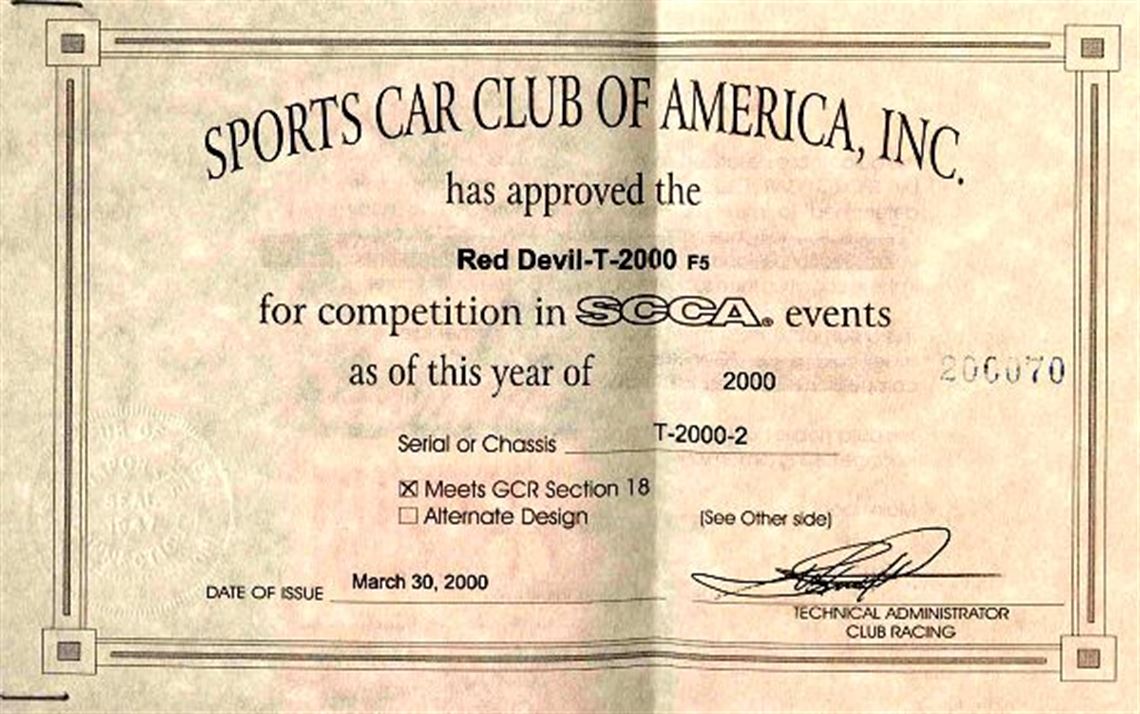 SPORTS CAR CLUB OF AMERICA, INC.
has approved the
Red Devil-T-2000 F5
for competition in SCCA® events
as of this year of 2000
200070
Serial or Chassis T-2000-2
☒ Meets GCR Section 18
☐ Alternate Design
(See Other side)
DATE OF ISSUE March 30, 2000
TECHNICAL ADMINISTRATOR
CLUB RACING